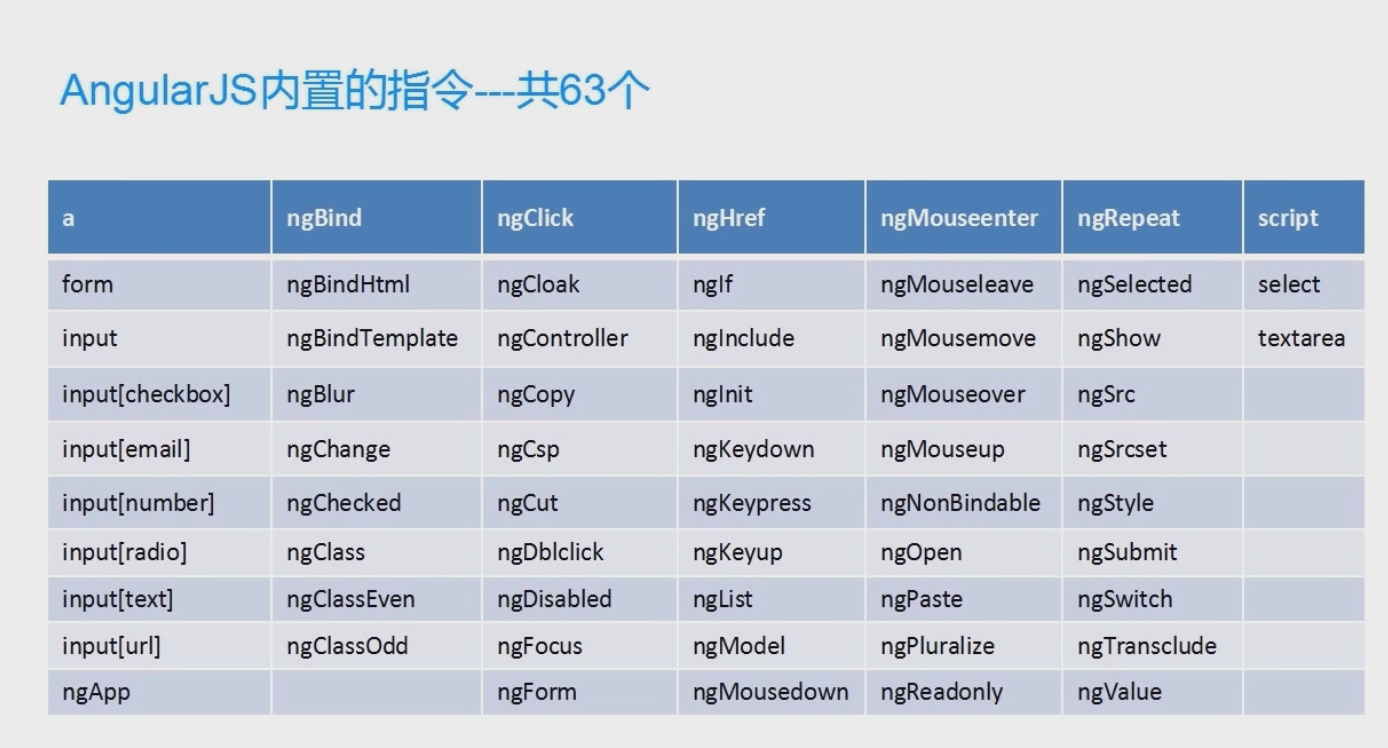 AngularJS内置的指令---共63个
a ngBind ngClick ngHref ngMouseenter ngRepeat script
form ngBindHtml ngCloak ngIf ngMouseleave ngSelected select
input ngBindTemplate ngController ngInclude ngMousemove ngShow textarea
input[checkbox] ngBlur ngCopy ngInit ngMouseover ngSrc
input[email] ngChange ngCsp ngKeydown ngMouseup ngSrcset
input[number] ngChecked ngCut ngKeypress ngNonBindable ngStyle
input[radio] ngClass ngDblclick ngKeyup ngOpen ngSubmit
input[text] ngClassEven ngDisabled ngList ngPaste ngSwitch
input[url] ngClassOdd ngFocus ngModel ngPluralize ngTransclude
ngApp ngForm ngMousedown ngReadonly ngValue